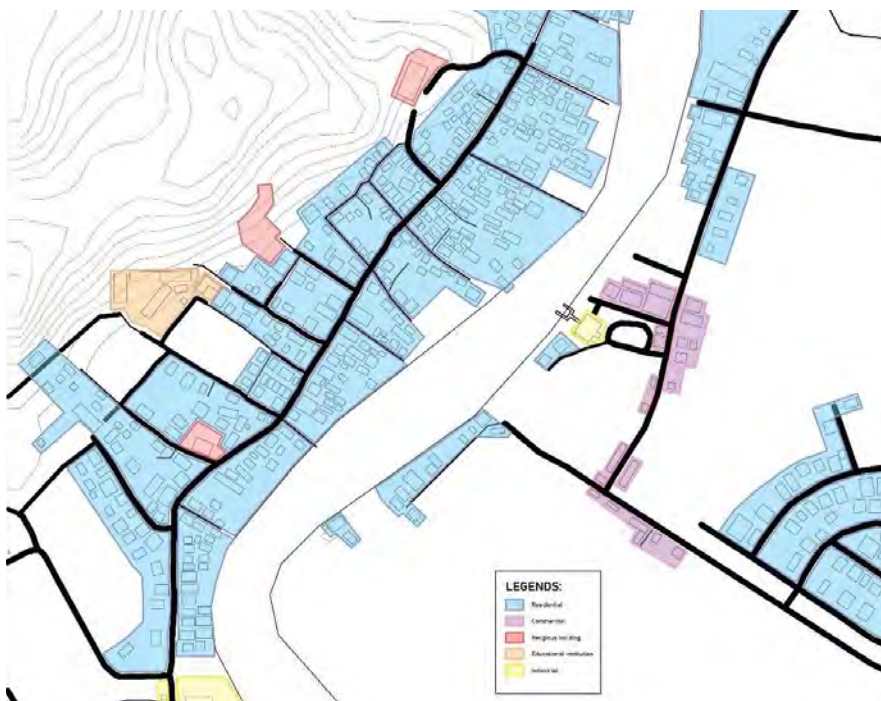 LEGENDS:
Residential
Commercial
Religious building
Educational institution
Industrial